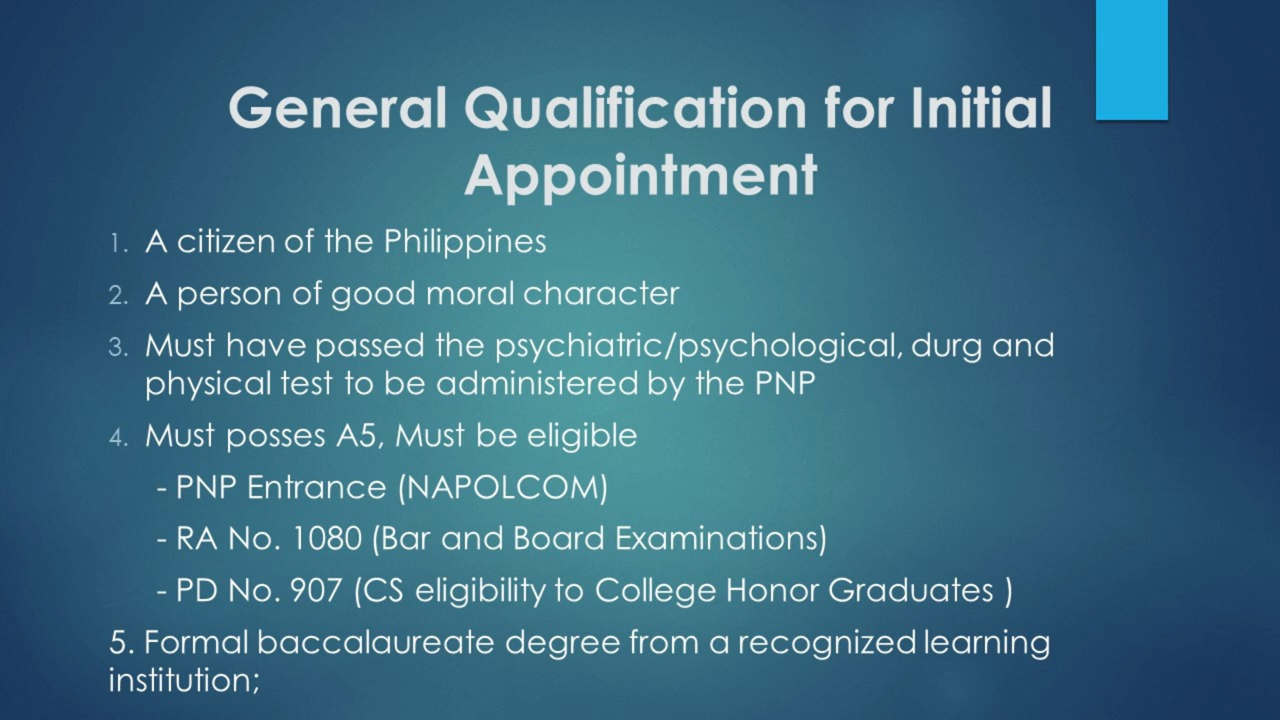 General Qualification for Initial
Appointment
1. A citizen of the Philippines
2. A person of good moral character
3. Must have passed the psychiatric/psychological, durg and
physical test to be administered by the PNP
4. Must posses A5, Must be eligible
- PNP Entrance (NAPOLCOM)
- RA No. 1080 (Bar and Board Examinations)
- PD No. 907 (CS eligibility to College Honor Graduates )
5. Formal baccalaureate degree from a recognized learning
institution;